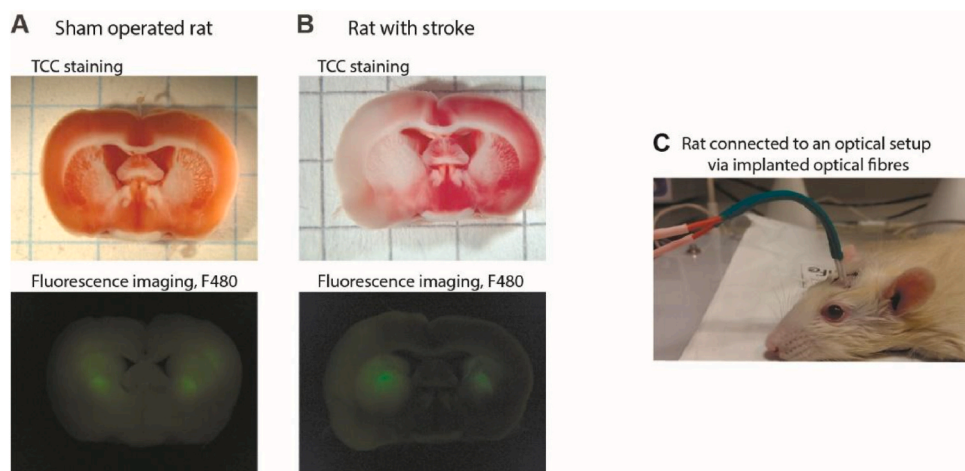 A Sham operated rat
TCC staining
Fluorescence imaging, F480
B Rat with stroke
TCC staining
Fluorescence imaging, F480
C Rat connected to an optical setup
via implanted optical fibres